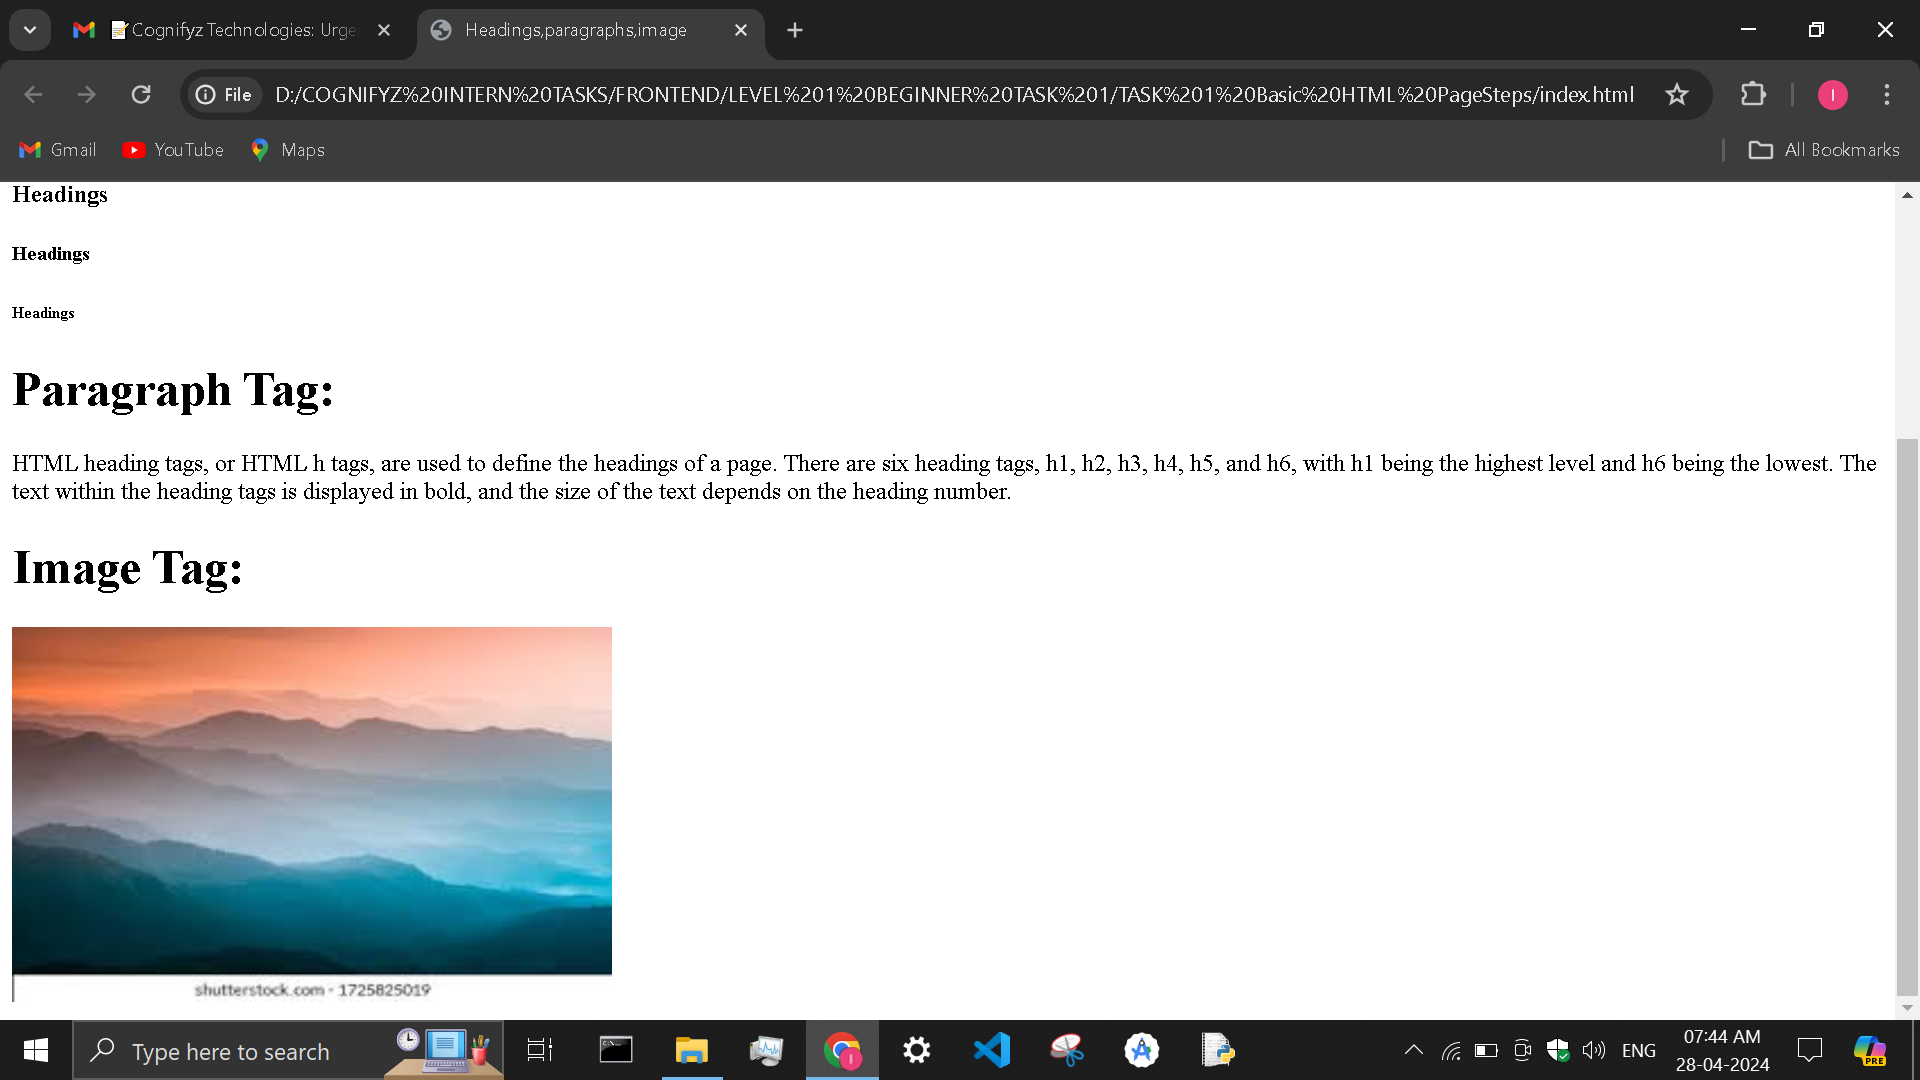 Cognifyz Technologies: Urge
Headings,paragraphs,image
File
D:/COGNIFYZ%20INTERN%20TASKS/FRONTEND/LEVEL%201%20BEGINNER%20TASK%201/TASK%201%20Basic%20HTML%20PageSteps/index.html
I
Gmail
YouTube
Maps
All Bookmarks
Headings
Headings
Headings
Paragraph Tag:
HTML heading tags, or HTML h tags, are used to define the headings of a page. There are six heading tags, h1, h2, h3, h4, h5, and h6, with h1 being the highest level and h6 being the lowest. The
text within the heading tags is displayed in bold, and the size of the text depends on the heading number.
Image Tag:
shutterstock.com · 1725825019
Type here to search
I
ENG
07:44 AM
28-04-2024
PRE